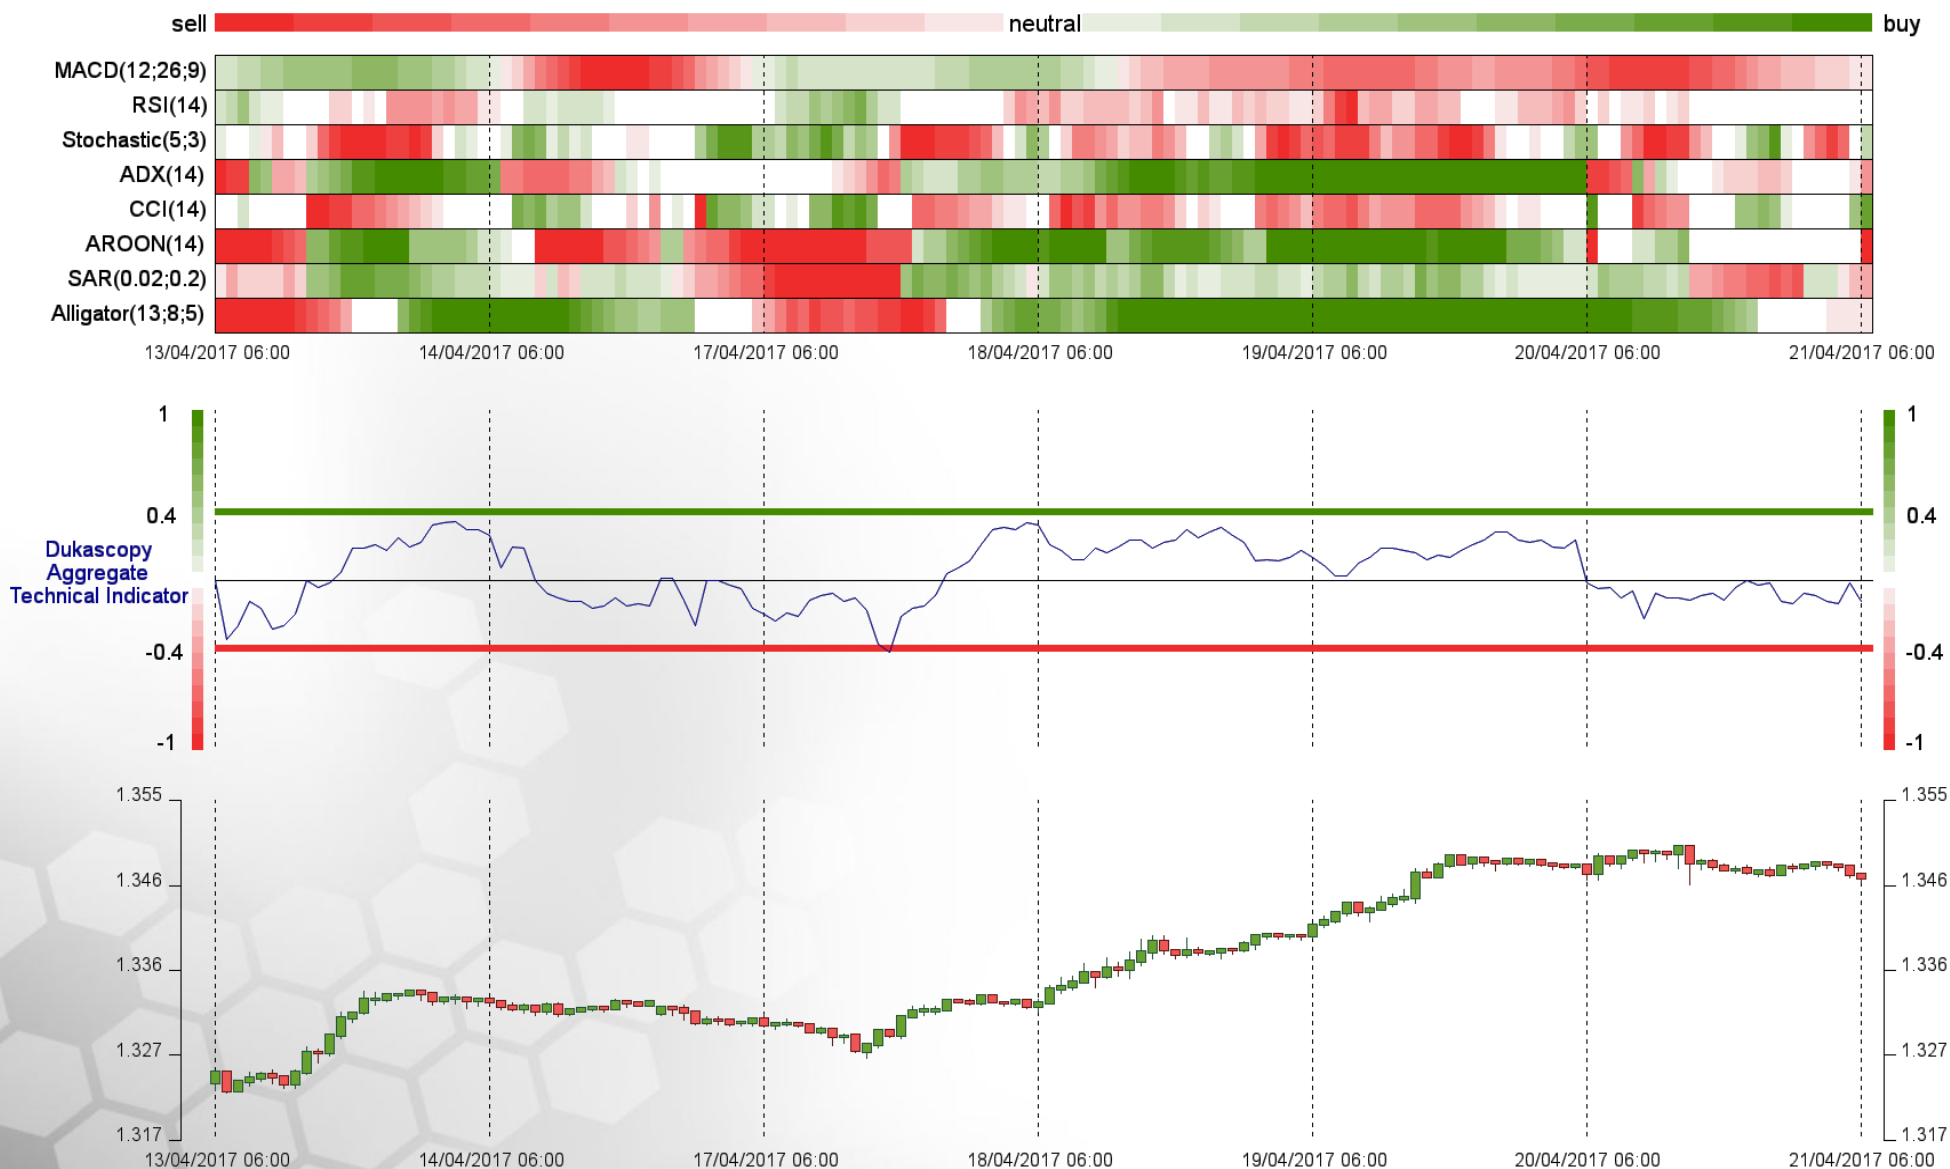 sell neutral buy
MACD(12;26;9)
RSI(14)
Stochastic(5;3)
ADX(14)
CCI(14)
AROON(14)
SAR(0.02;0.2)
Alligator(13;8;5)
13/04/2017 06:00 14/04/2017 06:00 17/04/2017 06:00 18/04/2017 06:00 19/04/2017 06:00 20/04/2017 06:00 21/04/2017 06:00
1 1
0.4 0.4
Dukascopy
Aggregate
Technical Indicator
-0.4 -0.4
-1 -1
1.355 1.355
1.346 1.346
1.336 1.336
1.327 1.327
1.317 1.317
13/04/2017 06:00 14/04/2017 06:00 17/04/2017 06:00 18/04/2017 06:00 19/04/2017 06:00 20/04/2017 06:00 21/04/2017 06:00